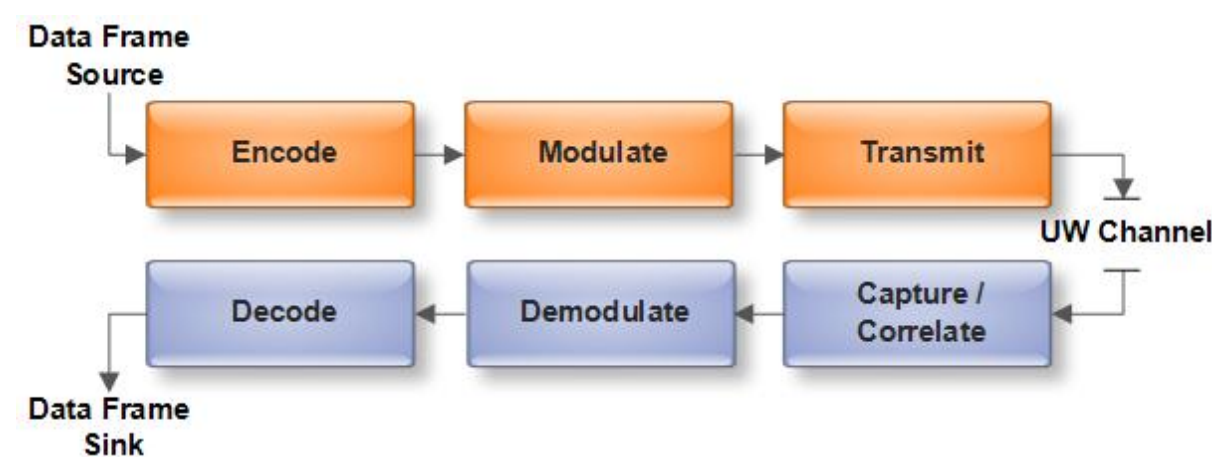 Data Frame
Source
Encode
Modulate
Transmit
UW Channel
Capture /
Correlate
Demodulate
Decode
Data Frame
Sink